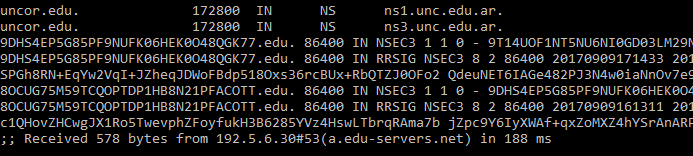 uncor.edu. 172800 IN NS ns1.unc.edu.ar.
uncor.edu. 172800 IN NS ns3.unc.edu.ar.
9DHS4EP5G85PF9NUFK06HEK0O48QGK77.edu. 86400 IN NSEC3 1 1 0 - 9T14UOF1NT5NU6NI0GD03LM29N
9DHS4EP5G85PF9NUFK06HEK0O48QGK77.edu. 86400 IN RRSIG NSEC3 8 2 86400 20170909171433 201
SPGh8RN+EqYw2VqI+JZheqJDWoFBdp518Oxs36rcBUx+RbQTZJ0OFo2 QdeuNET6IAGe482PJ3N4w0iaNnOv7e9
8OCUG75M59TCQOPTDP1HB8N21PFACOTT.edu. 86400 IN NSEC3 1 1 0 - 9DHS4EP5G85PF9NUFK06HEK0O4
8OCUG75M59TCQOPTDP1HB8N21PFACOTT.edu. 86400 IN RRSIG NSEC3 8 2 86400 20170909161311 201
c1QHovZHCwgJX1Ro5TwevphZFoyfukH3B6285YVz4HswLTbrqRAma7b jZpc9Y6IyXWAf+qxZoMXZ4hYSrAnARP
;; Received 578 bytes from 192.5.6.30#53(a.edu-servers.net) in 188 ms